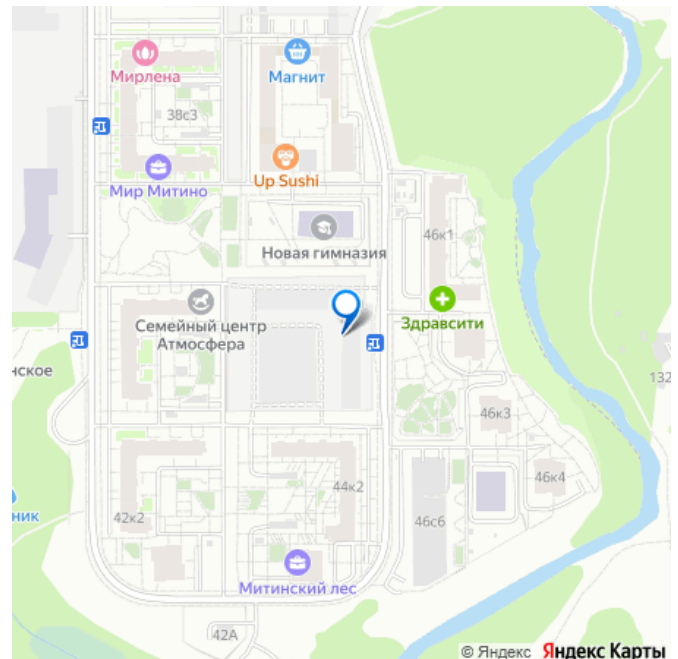 Мирлена
Магнит
38с3
Мир Митино
Up Sushi
46к1
Новая гимназия
Здравсити
Семейный центр
Атмосфера
нское
132
46к3
44к2
46к4
42к2
46с6
ник
Митинский лес
42А
© Яндекс Яндекс Карты